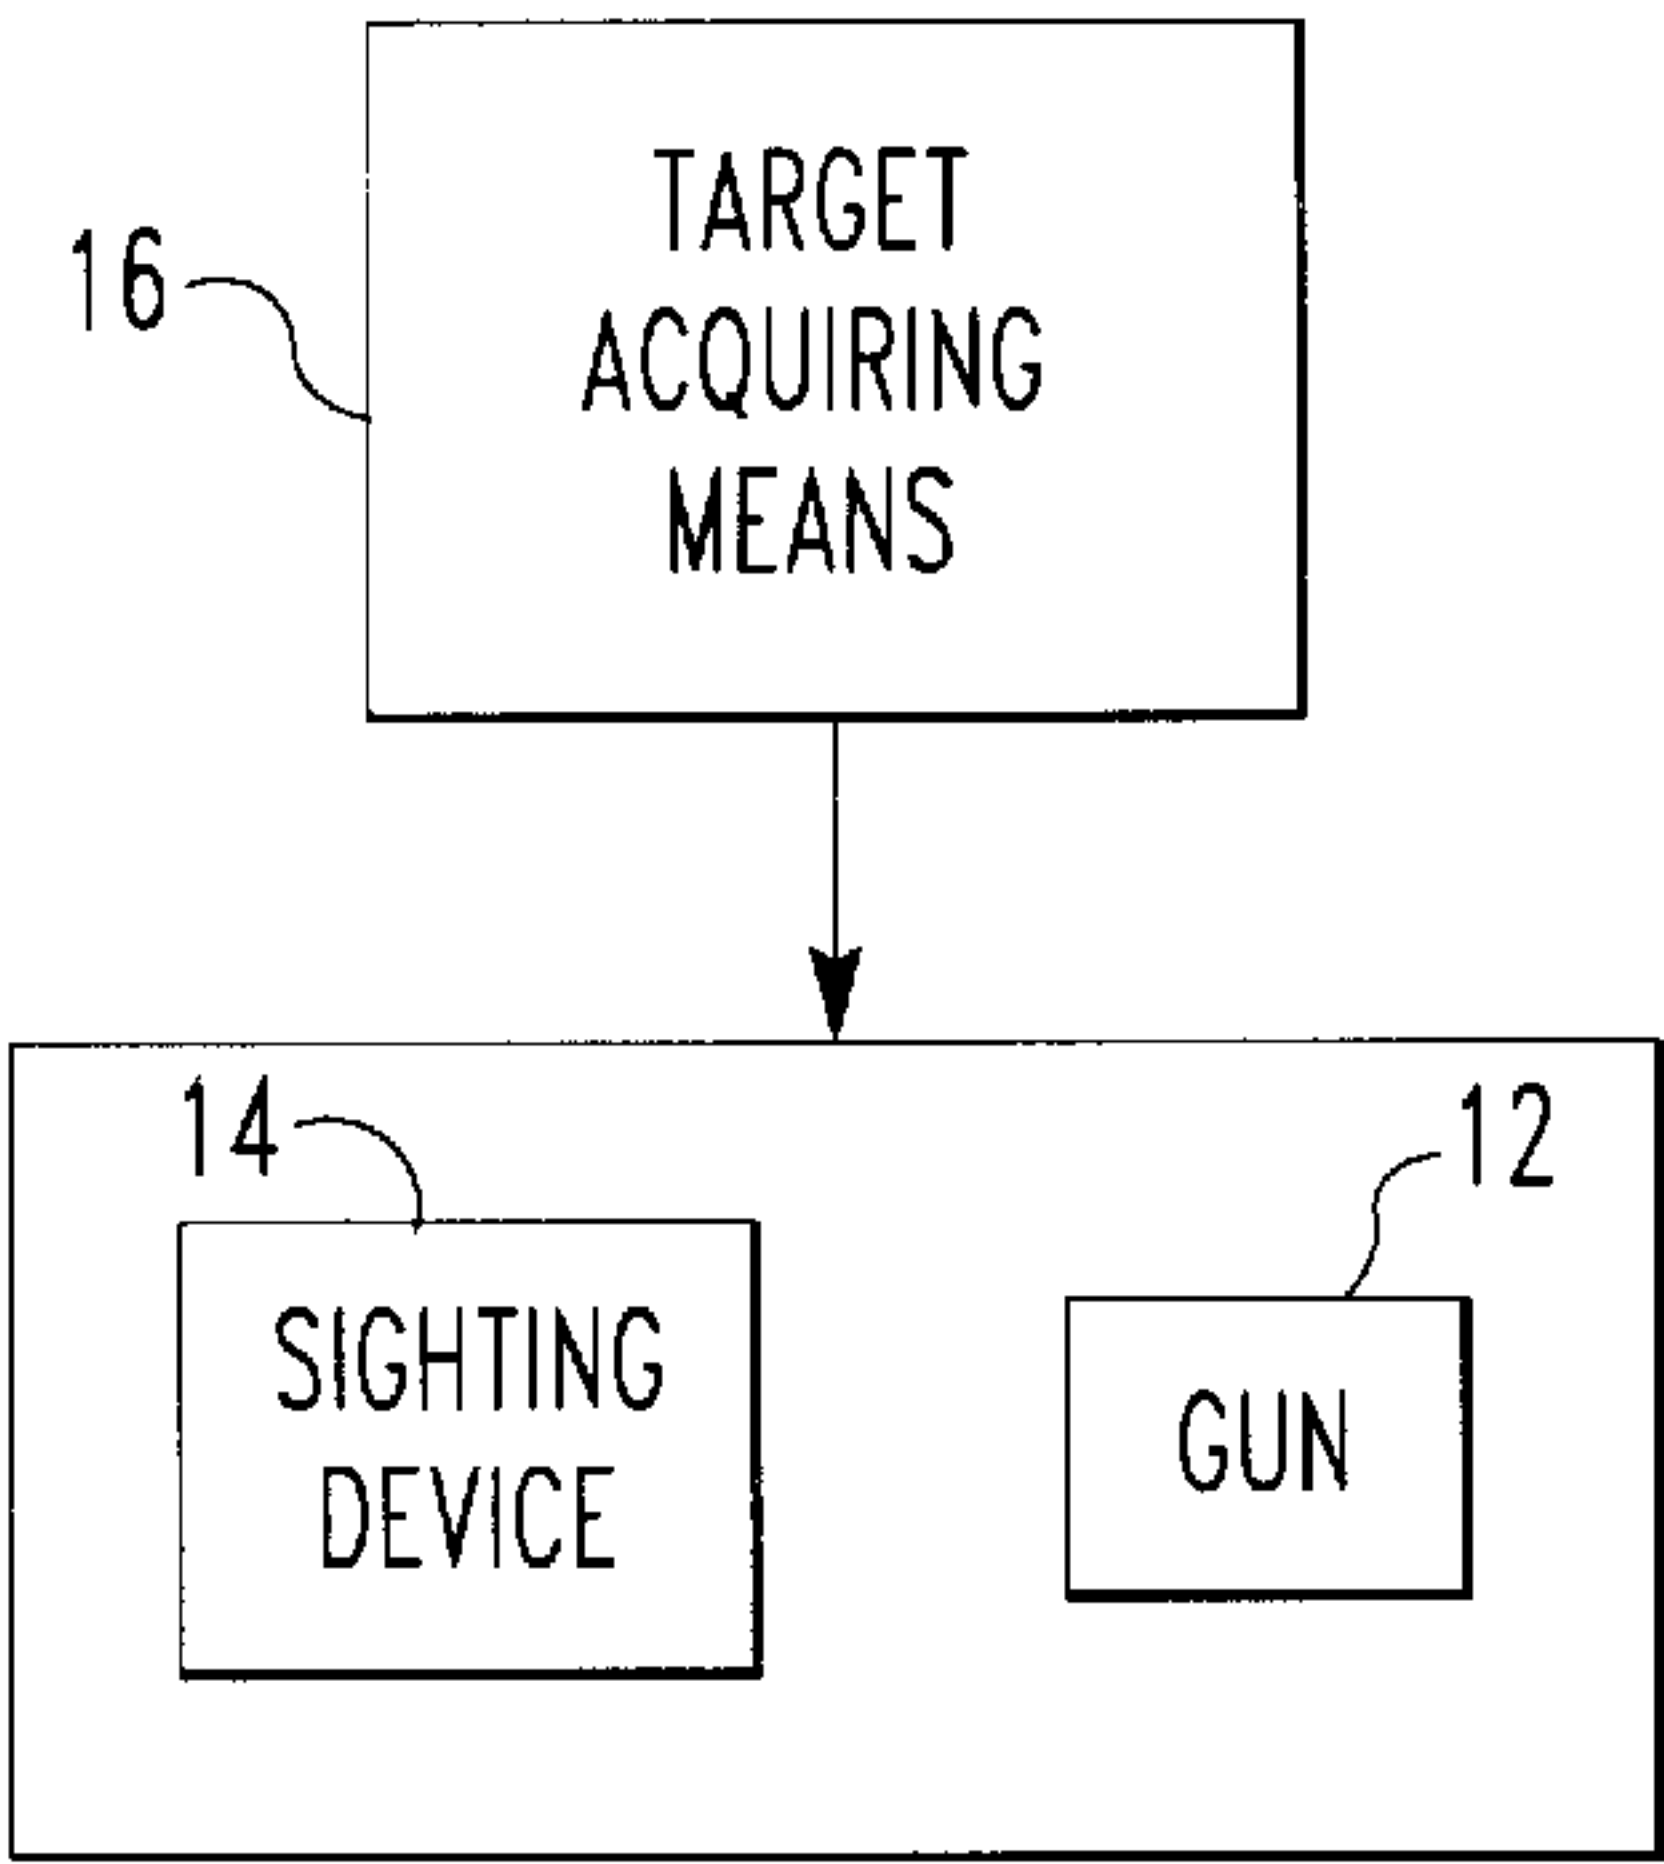 TARGET
16
ACQUIRING
MEANS
14
12
SIGHTING
DEVICE
GUN